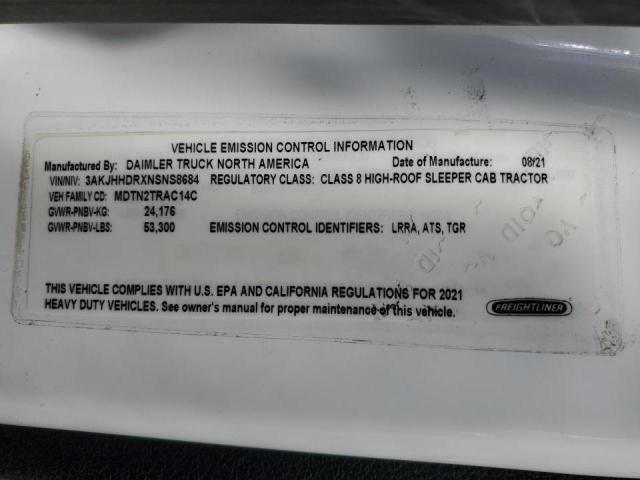 VEHICLE EMISSION CONTROL INFORMATION
Manufactured By: DAIMLER TRUCK NORTH AMERICA Date of Manufacture: 08/21
VIN/NIV: 3AKJHHDRXNSNS8684 REGULATORY CLASS: CLASS 8 HIGH-ROOF SLEEPER CAB TRACTOR
VEH FAMILY CD: MDTN2TRAC14C
GVWR-PNBV-KG: 24,176
GVWR-PNBV-LBS: 53,300 EMISSION CONTROL IDENTIFIERS: LRRA, ATS, TGR
THIS VEHICLE COMPLIES WITH U.S. EPA AND CALIFORNIA REGULATIONS FOR 2021
HEAVY DUTY VEHICLES. See owner's manual for proper maintenance of this vehicle.
FREIGHTLINER